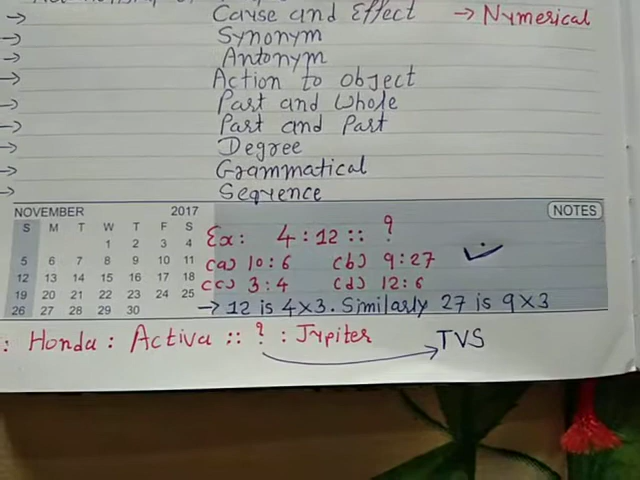 → Cause and Effect → Nymerical
→ Synonym
Antonym
→ Action to Object
→ Part and Whole
→ Part and Part
→ Degree
→ Grammatical
→ Seqyence
NOVEMBER 2017 NOTES
S M T W T F S
1 2 3 4
5 6 7 8 9 10 11
12 13 14 15 16 17 18
19 20 21 22 23 24 25
26 27 28 29 30
Ex: 4 : 12 :: ?
(a) 10 : 6 (b) 9 : 27
(c) 3 : 4 (d) 12 : 6
→ 12 is 4×3. Similarly 27 is 9×3
: Honda : Activa :: ? : Jypiter → TVS